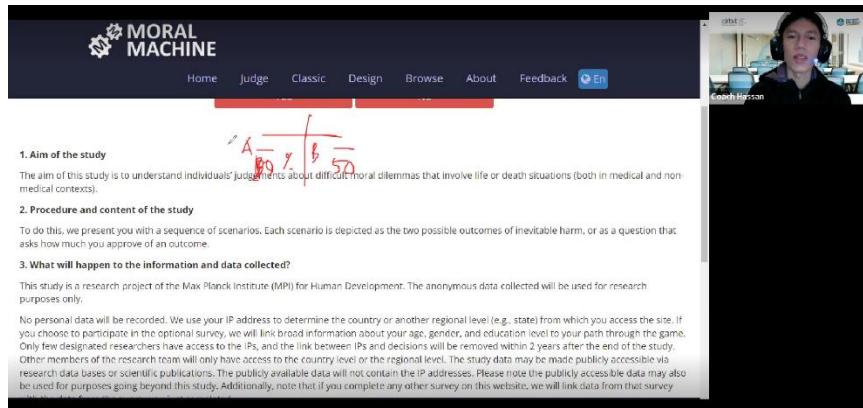 MORAL
MACHINE
Home Judge Classic Design Browse About Feedback En
Coach Hassan
A % B 50
1. Aim of the study
The aim of this study is to understand individuals' judgements about difficult moral dilemmas that involve life or death situations (both in medical and non-
medical contexts).
2. Procedure and content of the study
To do this, we present you with a sequence of scenarios. Each scenario is depicted as the two possible outcomes of inevitable harm, or as a question that
asks how much you approve of an outcome.
3. What will happen to the information and data collected?
This study is a research project of the Max Planck Institute (MPI) for Human Development. The anonymous data collected will be used for research
purposes only.
No personal data will be recorded. We use your IP address to determine the country or another regional level (e.g., state) from which you access the site. If
you choose to participate in the optional survey, we will link broad information about your age, gender, and education level to your path through the game.
Only few designated researchers have access to the IPs, and the link between IPs and decisions will be removed within 2 years after the end of the study.
Other members of the research team will only have access to the country level or the regional level. The study data may be made publicly accessible via
research data bases or scientific publications. The publicly available data will not contain the IP addresses. Please note the publicly accessible data may also
be used for purposes going beyond this study. Additionally, note that if you complete any other survey on this website, we will link data from that survey